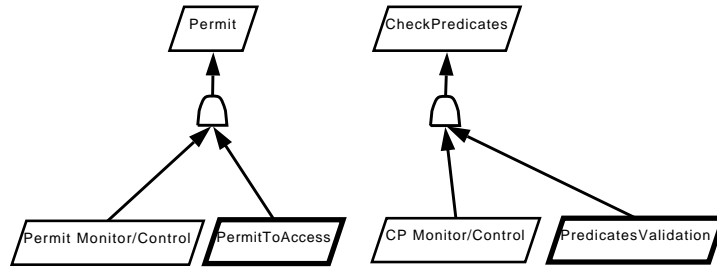 Permit
CheckPredicates
Permit Monitor/Control
PermitToAccess
CP Monitor/Control
PredicatesValidation